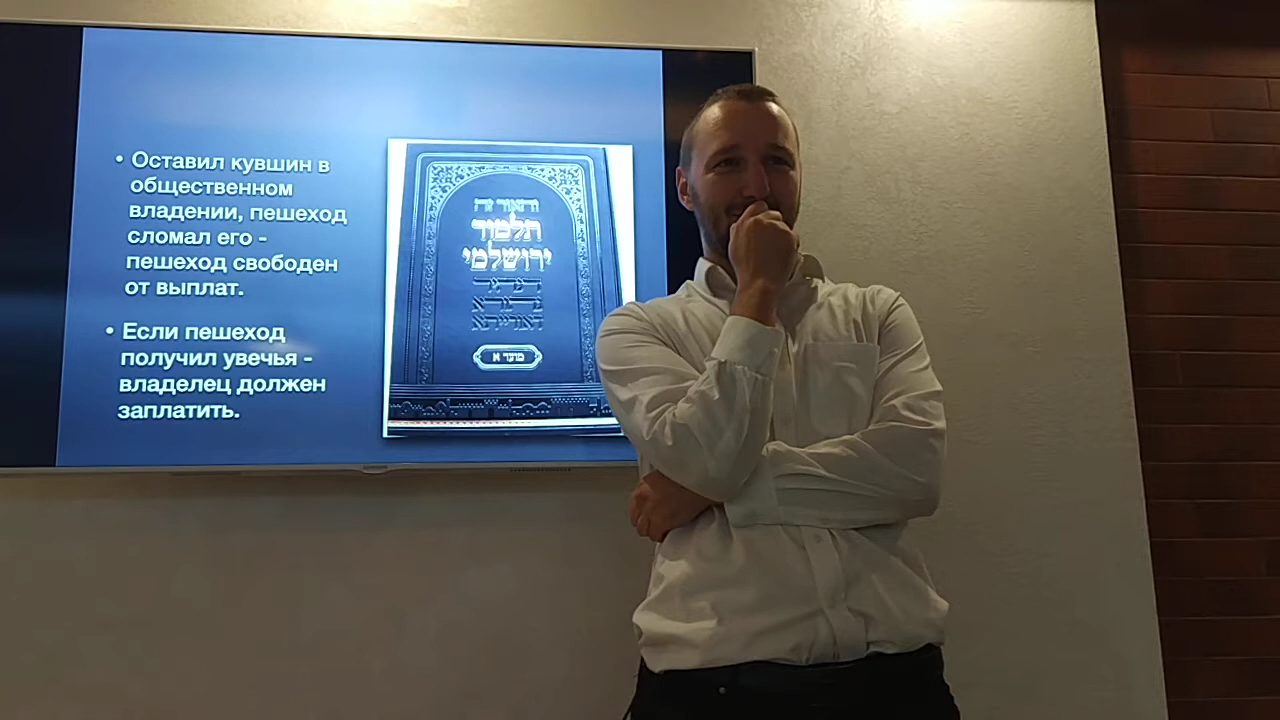 • Оставил кувшин в
общественном
владении, пешеход
сломал его -
пешеход свободен
от выплат.
• Если пешеход
получил увечья -
владелец должен
заплатить.
תלמוד
ירושלמי
מועד א